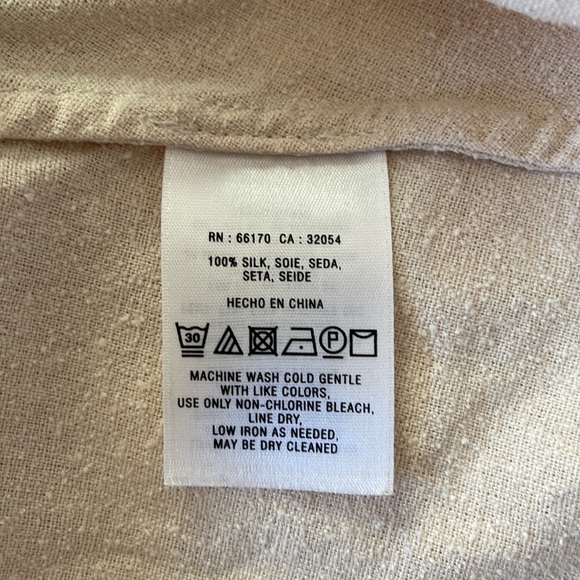 RN : 66170 CA : 32054
100% SILK, SOIE, SEDA,
SETA, SEIDE
HECHO EN CHINA
30 P
MACHINE WASH COLD GENTLE
WITH LIKE COLORS,
USE ONLY NON-CHLORINE BLEACH,
LINE DRY,
LOW IRON AS NEEDED,
MAY BE DRY CLEANED